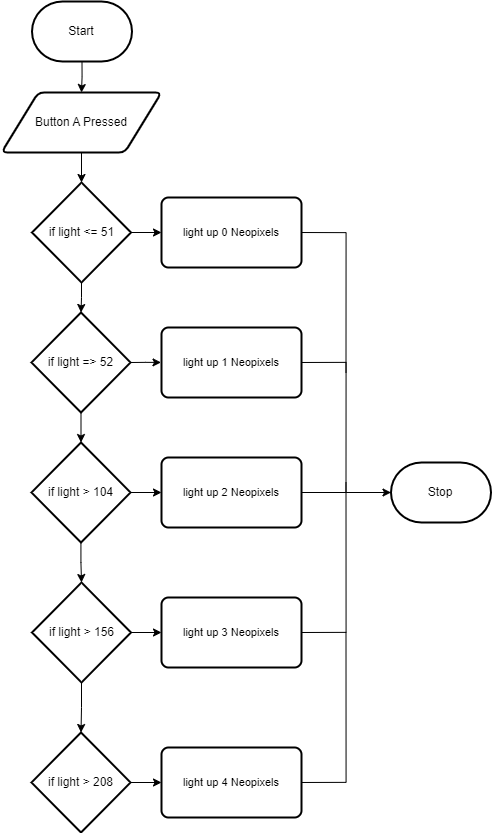 Start
Button A Pressed
if light <= 51
light up 0 Neopixels
if light => 52
light up 1 Neopixels
if light > 104
light up 2 Neopixels
Stop
if light > 156
light up 3 Neopixels
if light > 208
light up 4 Neopixels